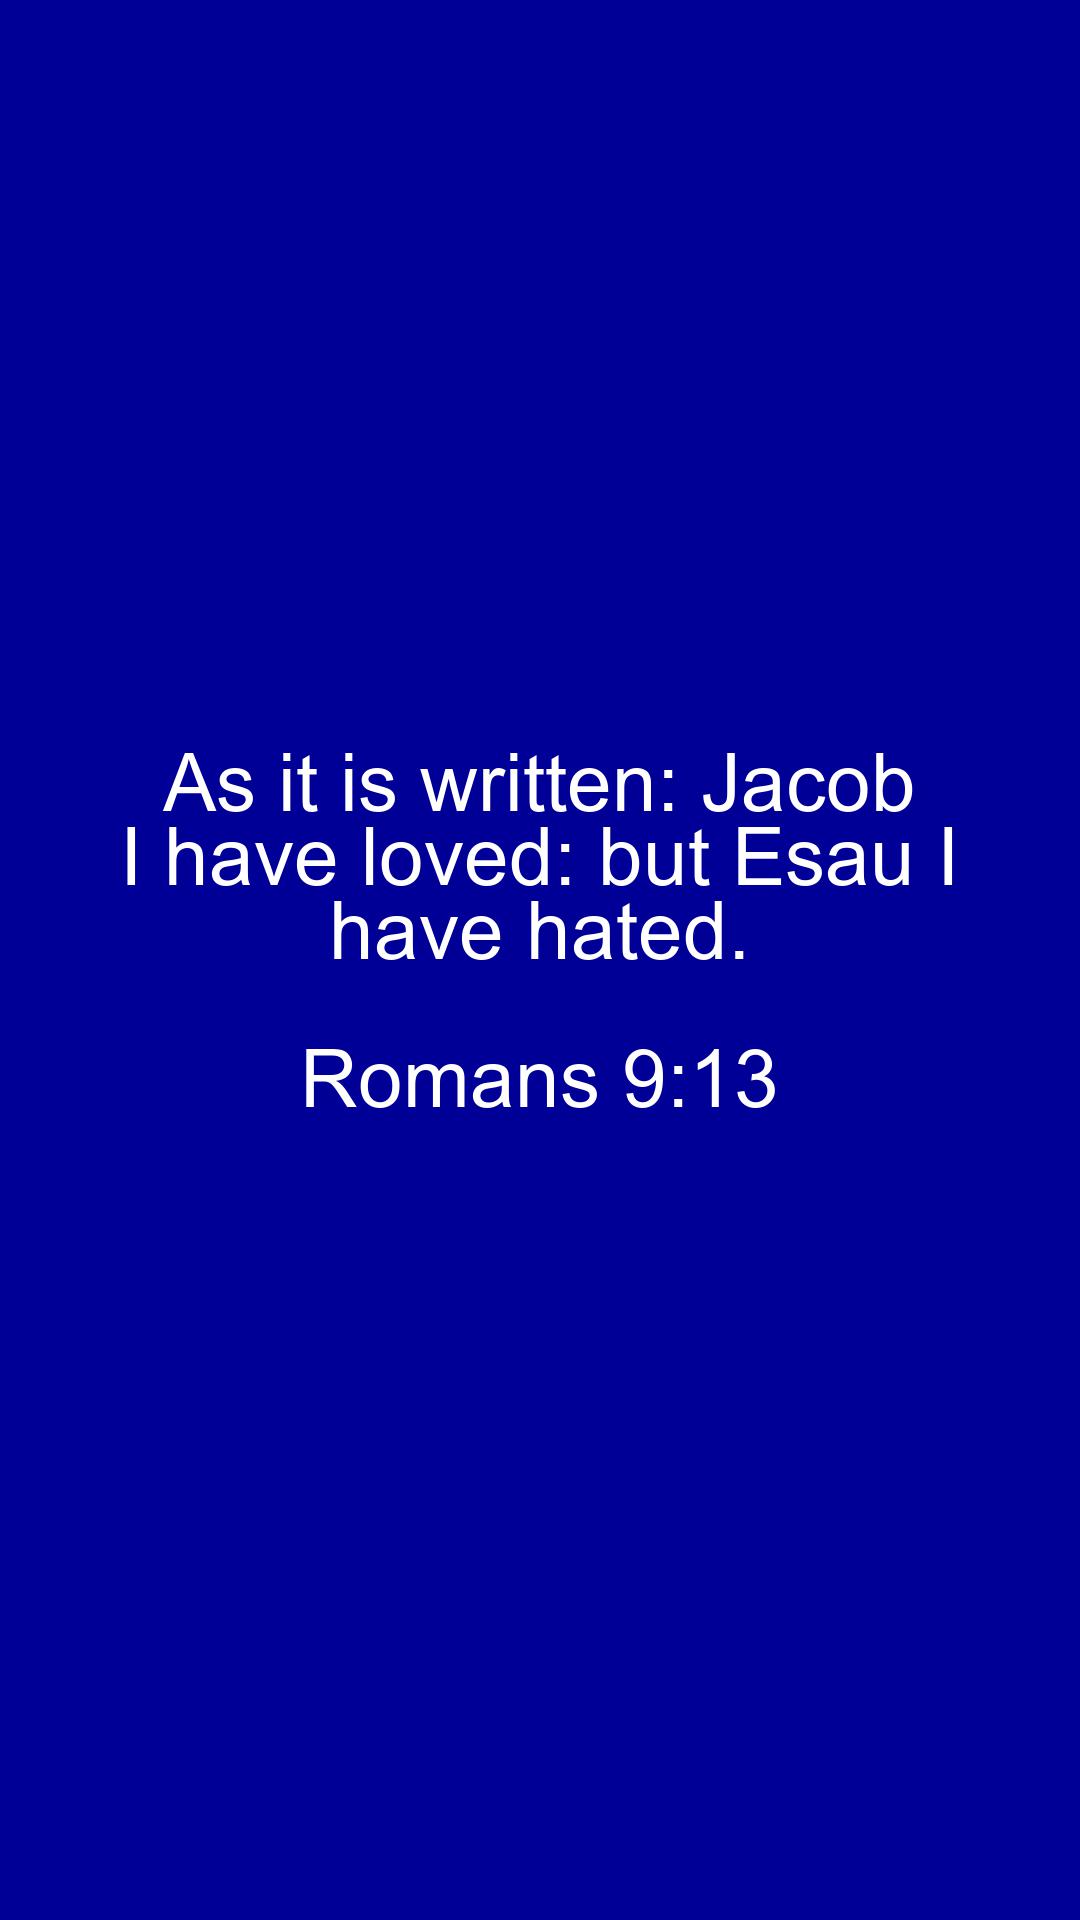 As it is written: Jacob
I have loved: but Esau I
have hated.
Romans 9:13